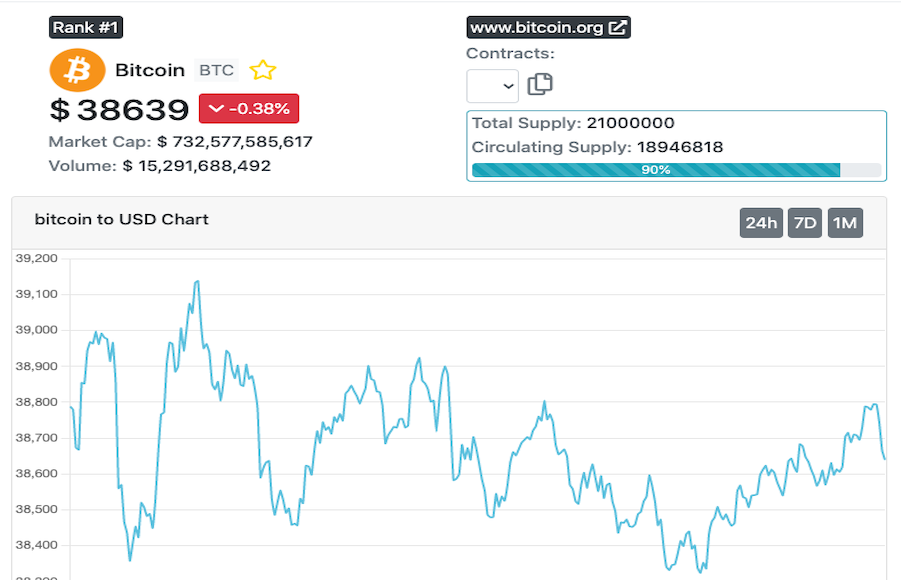 Rank #1
Bitcoin BTC
$ 38639 -0.38%
Market Cap: $ 732,577,585,617
Volume: $ 15,291,688,492
www.bitcoin.org
Contracts:
Total Supply: 21000000
Circulating Supply: 18946818
90%
bitcoin to USD Chart
24h 7D 1M
39,200
39,100
39,000
38,900
38,800
38,700
38,600
38,500
38,400